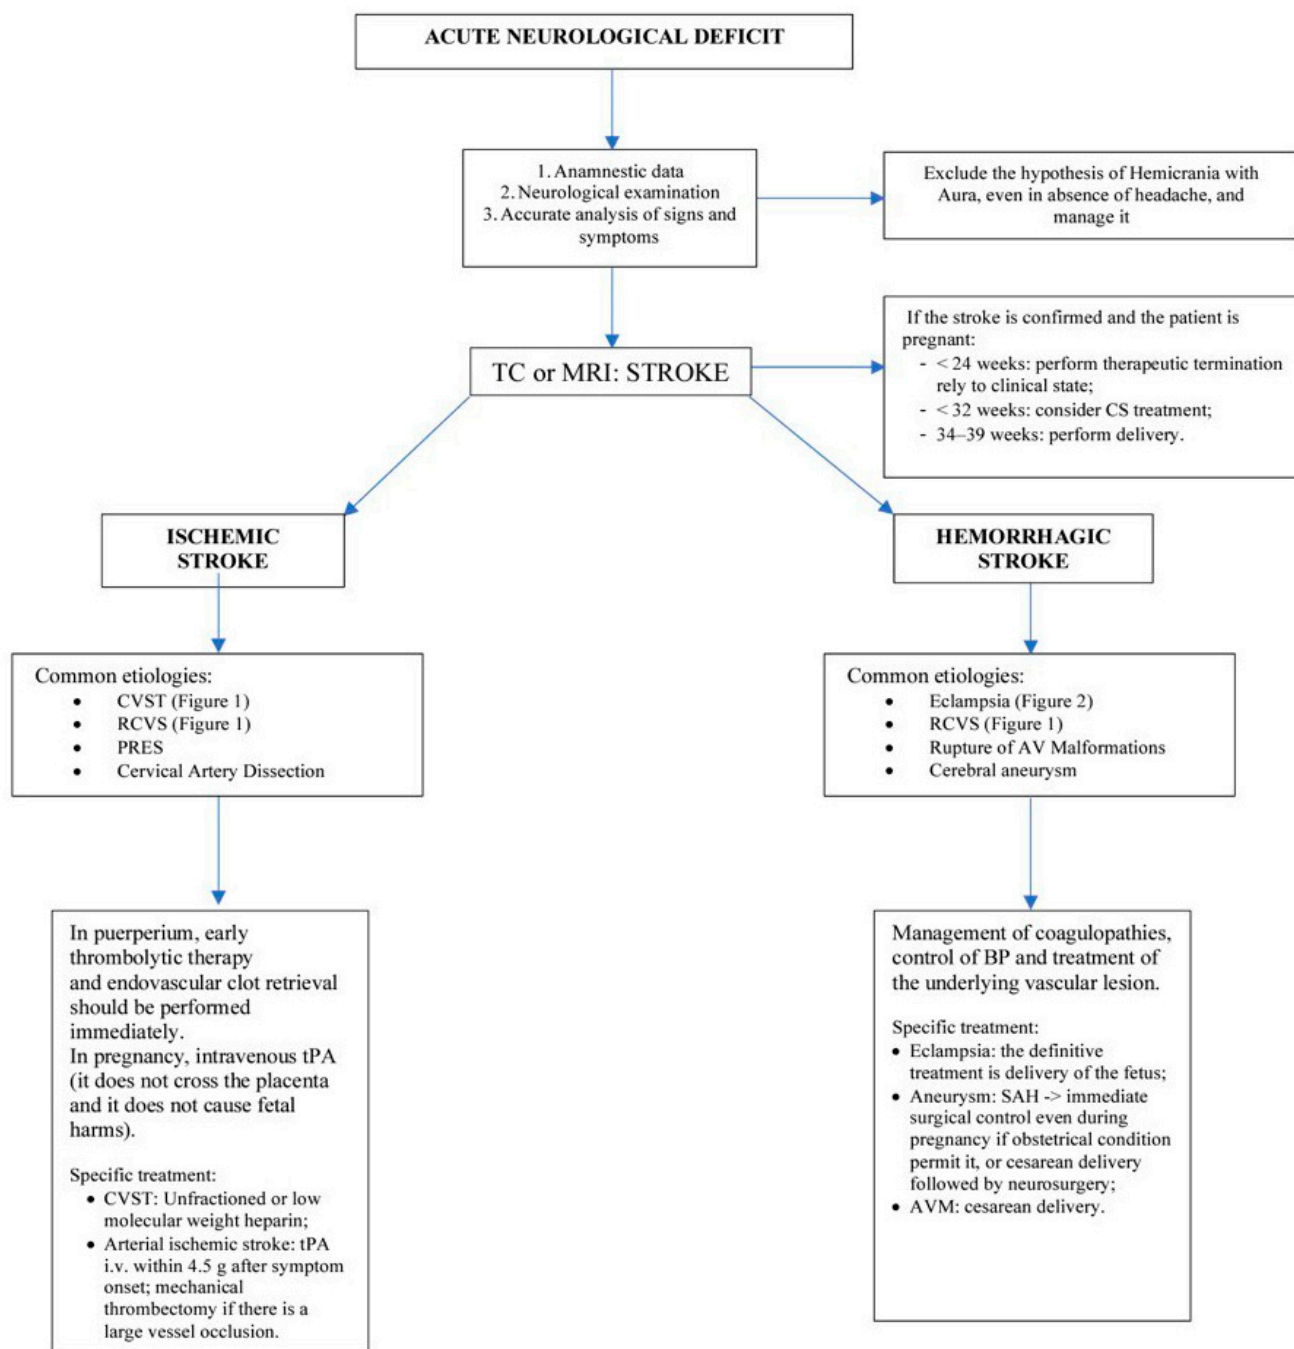 ACUTE NEUROLOGICAL DEFICIT
1. Anamnestic data
2. Neurological examination
3. Accurate analysis of signs and
symptoms
Exclude the hypothesis of Hemicrania with
Aura, even in absence of headache, and
manage it
TC or MRI: STROKE
If the stroke is confirmed and the patient is
pregnant:
- < 24 weeks: perform therapeutic termination
rely to clinical state;
- < 32 weeks: consider CS treatment;
- 34–39 weeks: perform delivery.
ISCHEMIC
STROKE
Common etiologies:
• CVST (Figure 1)
• RCVS (Figure 1)
• PRES
• Cervical Artery Dissection
In puerperium, early
thrombolytic therapy
and endovascular clot retrieval
should be performed
immediately.
In pregnancy, intravenous tPA
(it does not cross the placenta
and it does not cause fetal
harms).
Specific treatment:
• CVST: Unfractioned or low
molecular weight heparin;
• Arterial ischemic stroke: tPA
i.v. within 4.5 g after symptom
onset; mechanical
thrombectomy if there is a
large vessel occlusion.
HEMORRHAGIC
STROKE
Common etiologies:
• Eclampsia (Figure 2)
• RCVS (Figure 1)
• Rupture of AV Malformations
• Cerebral aneurysm
Management of coagulopathies,
control of BP and treatment of
the underlying vascular lesion.
Specific treatment:
• Eclampsia: the definitive
treatment is delivery of the fetus;
• Aneurysm: SAH -> immediate
surgical control even during
pregnancy if obstetrical condition
permit it, or cesarean delivery
followed by neurosurgery;
• AVM: cesarean delivery.